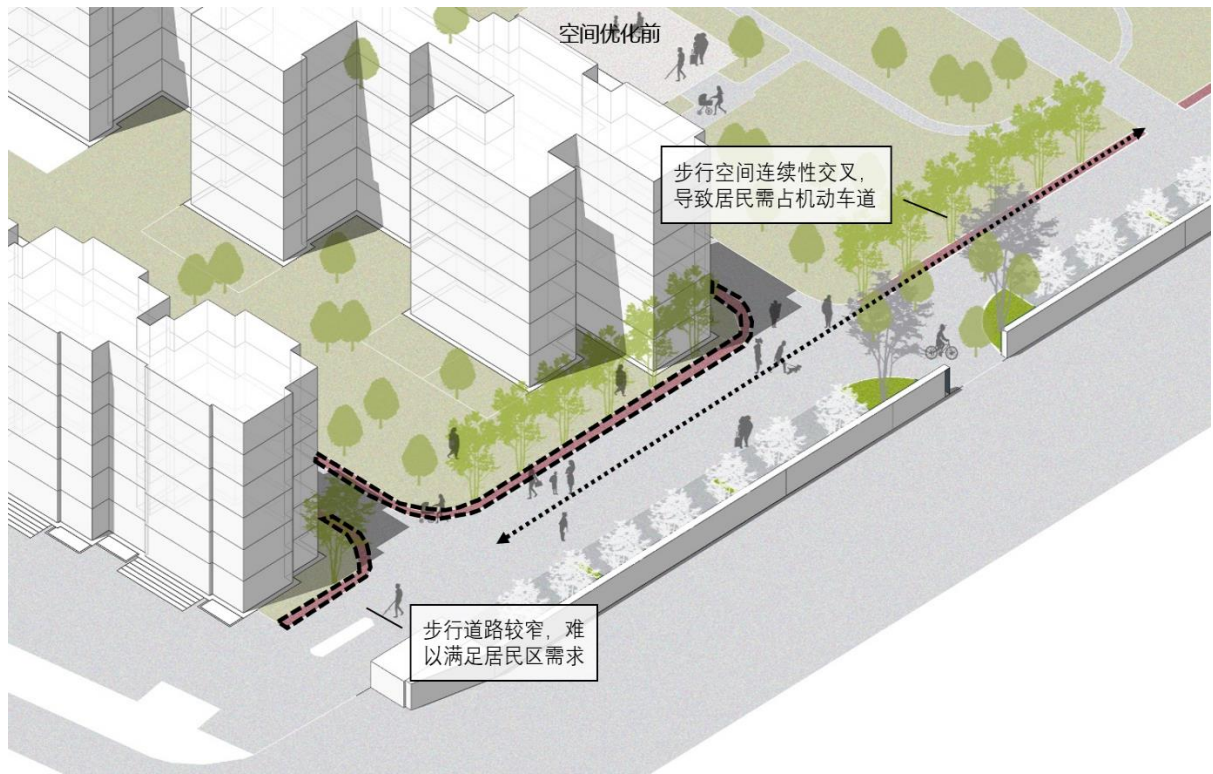 空间优化前
步行空间连续性交叉,
导致居民需占机动车道
步行道路较窄, 难
以满足居民区需求